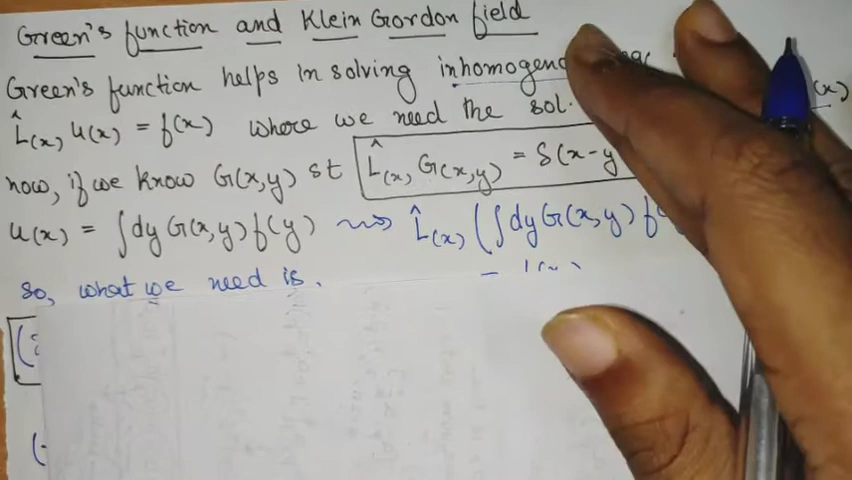 Green's function and Klein Gordon field
Green's function helps in solving inhomogen
L̂(x) u(x) = f(x) where we need the sol. (x)
now, if we know G(x,y) st L̂(x) G(x,y) = δ(x-y
u(x) = ∫dy G(x,y) f(y) ⇝ L̂(x) (∫dy G(x,y) f
so, what we need is.